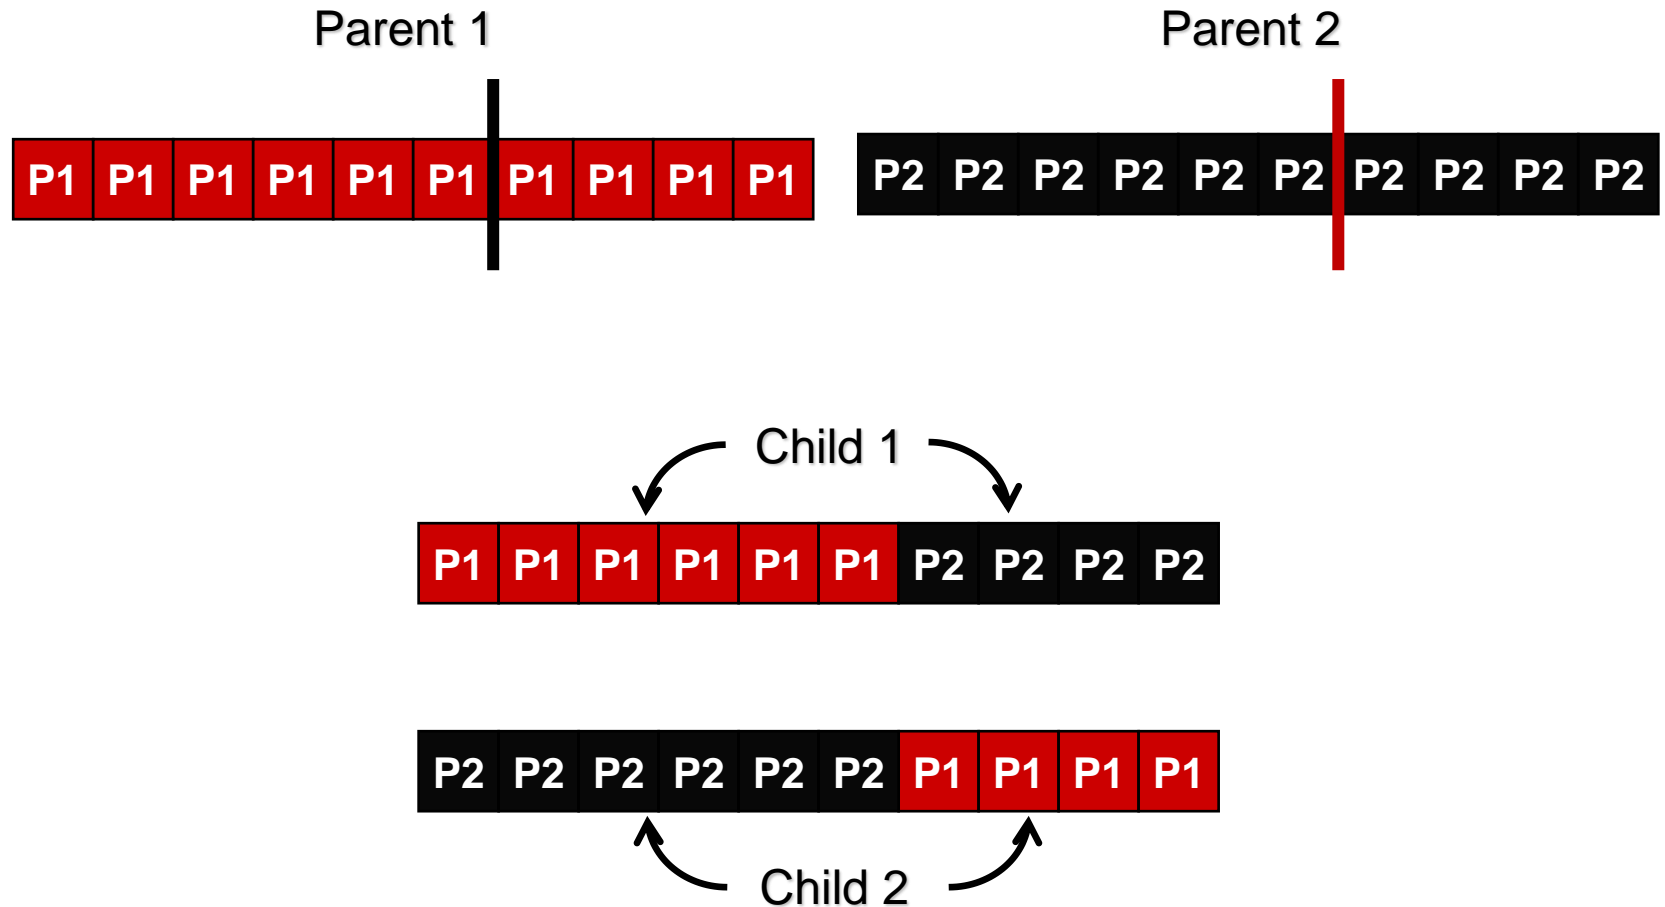 Parent 1
Parent 2
P1 P1 P1 P1 P1 P1 P1 P1 P1 P1
P2 P2 P2 P2 P2 P2 P2 P2 P2 P2
Child 1
P1 P1 P1 P1 P1 P1 P2 P2 P2 P2
P2 P2 P2 P2 P2 P2 P1 P1 P1 P1
Child 2